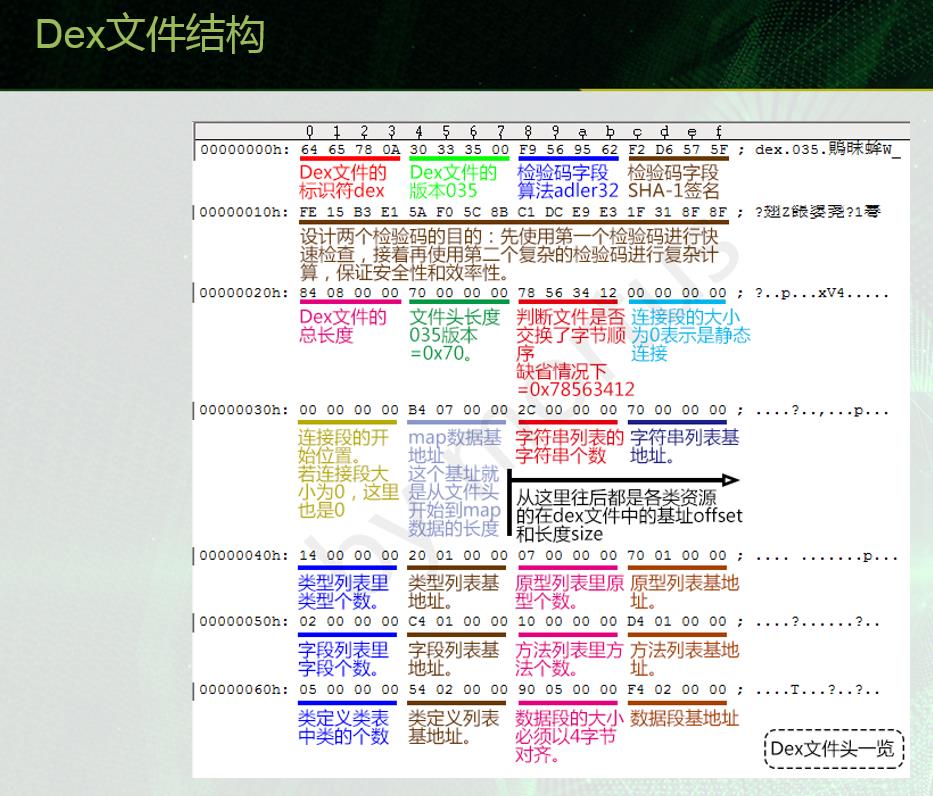 Dex文件结构
0 1 2 3 4 5 6 7 8 9 a b c d e f
00000000h: 64 65 78 0A 30 33 35 00 F9 56 95 62 F2 D6 57 5F ; dex.035.
Dex文件的
标识符dex
Dex文件的
版本035
检验码字段
算法adler32
检验码字段
SHA-1签名
00000010h: FE 15 B3 E1 5A F0 5C 8B C1 DC E9 E3 1F 31 8F 8F ;
设计两个检验码的目的：先使用第一个检验码进行快
速检查，接着再使用第二个复杂的检验码进行复杂计
算，保证安全性和效率性。
00000020h: 84 08 00 00 70 00 00 00 78 56 34 12 00 00 00 00 ; ?..p...xV4.....
Dex文件的
总长度
文件头长度
035版本
=0x70。
判断文件是否
交换了字节顺
序
缺省情况下
=0x78563412
连接段的大小
为0表示是静态
连接
00000030h: 00 00 00 00 B4 07 00 00 2C 00 00 00 70 00 00 00 ; ....?..,...p...
连接段的开
始位置。
若连接段大
小为0，这里
也是0
map数据基
地址
这个基址就
是从文件头
开始到map
数据的长度
字符串列表的
字符串个数
字符串列表基
地址。
从这里往后都是各类资源
的在dex文件中的基址offset
和长度size
00000040h: 14 00 00 00 20 01 00 00 07 00 00 00 70 01 00 00 ; .... .......p...
类型列表里
类型个数。
类型列表基
地址。
原型列表里原
型个数。
原型列表基地
址。
00000050h: 02 00 00 00 C4 01 00 00 10 00 00 00 D4 01 00 00 ; ....?......?..
字段列表里
字段个数。
字段列表基
地址。
方法列表里方
法个数。
方法列表基地
址。
00000060h: 05 00 00 00 54 02 00 00 90 05 00 00 F4 02 00 00 ; ....T...?..?..
类定义类表
中类的个数
类定义列表
基地址。
数据段的大小
必须以4字节
对齐。
数据段基地址
Dex文件头一览